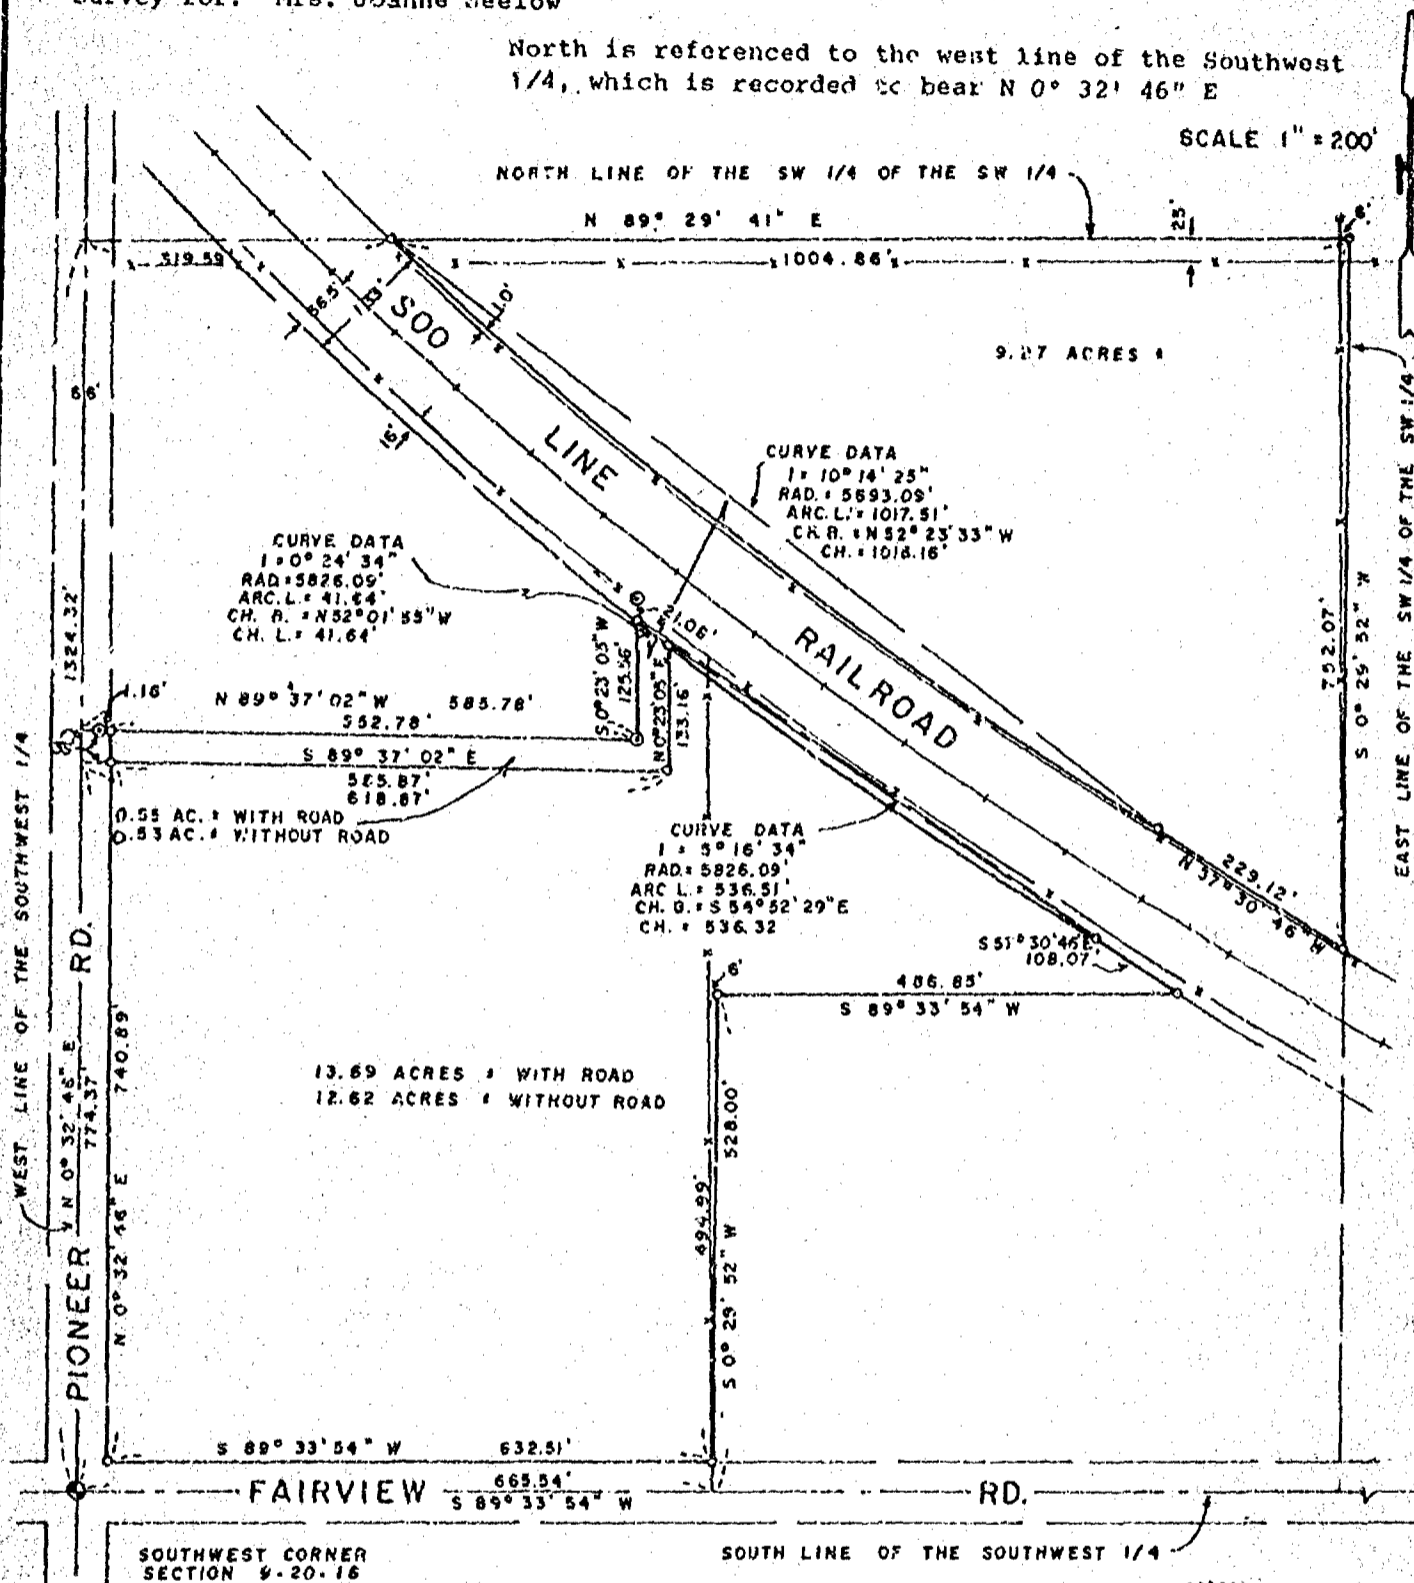 Survey for: Mrs.
North is referenced to the west line of the Southwest
1/4, which is recorded to bear N 0° 32' 46" E
SCALE 1" = 200'
NORTH LINE OF THE SW 1/4 OF THE SW 1/4
N 89° 29' 41" E
25'
6'
319.59
1004.86'
36.5'
33'
1.0'
SOO
LINE
RAILROAD
9.27 ACRES ±
66'
16'
CURVE DATA
I = 10° 14' 25"
RAD. = 5693.09'
ARC. L. = 1017.51'
CH. B. = N 52° 23' 33" W
CH. = 1016.16'
CURVE DATA
I = 0° 24' 34"
RAD = 5826.09'
ARC. L. = 41.64'
CH. B. = N 52° 01' 55" W
CH. L. = 41.64'
21.06'
S 0° 23' 05" W
125.56'
N 0° 23' 05" E
133.16'
1324.32'
1.16'
N 89° 37' 02" W 585.78'
552.78'
S 89° 37' 02" E
585.87'
618.87'
0.55 AC. ± WITH ROAD
0.53 AC. ± WITHOUT ROAD
CURVE DATA
I = 5° 16' 34"
RAD. = 5826.09'
ARC L. = 536.51'
CH. B. = S 54° 52' 29" E
CH. = 536.32
752.07'
S 0° 29' 52" W
EAST LINE OF THE SW 1/4 OF THE SW 1/4
229.12'
N 57° 30' 46" W
S 57° 30' 46" E
108.07'
6'
486.85'
S 89° 33' 54" W
WEST LINE OF THE SOUTHWEST 1/4
PIONEER RD.
N 0° 32' 46" E
774.37'
N 0° 32' 46" E 740.89'
13.69 ACRES ± WITH ROAD
12.62 ACRES ± WITHOUT ROAD
494.99'
528.00'
S 0° 29' 52" W
S 89° 33' 54" W 632.51'
FAIRVIEW RD.
665.54'
S 89° 33' 54" W
SOUTHWEST CORNER
SECTION 9-20-16
SOUTH LINE OF THE SOUTHWEST 1/4